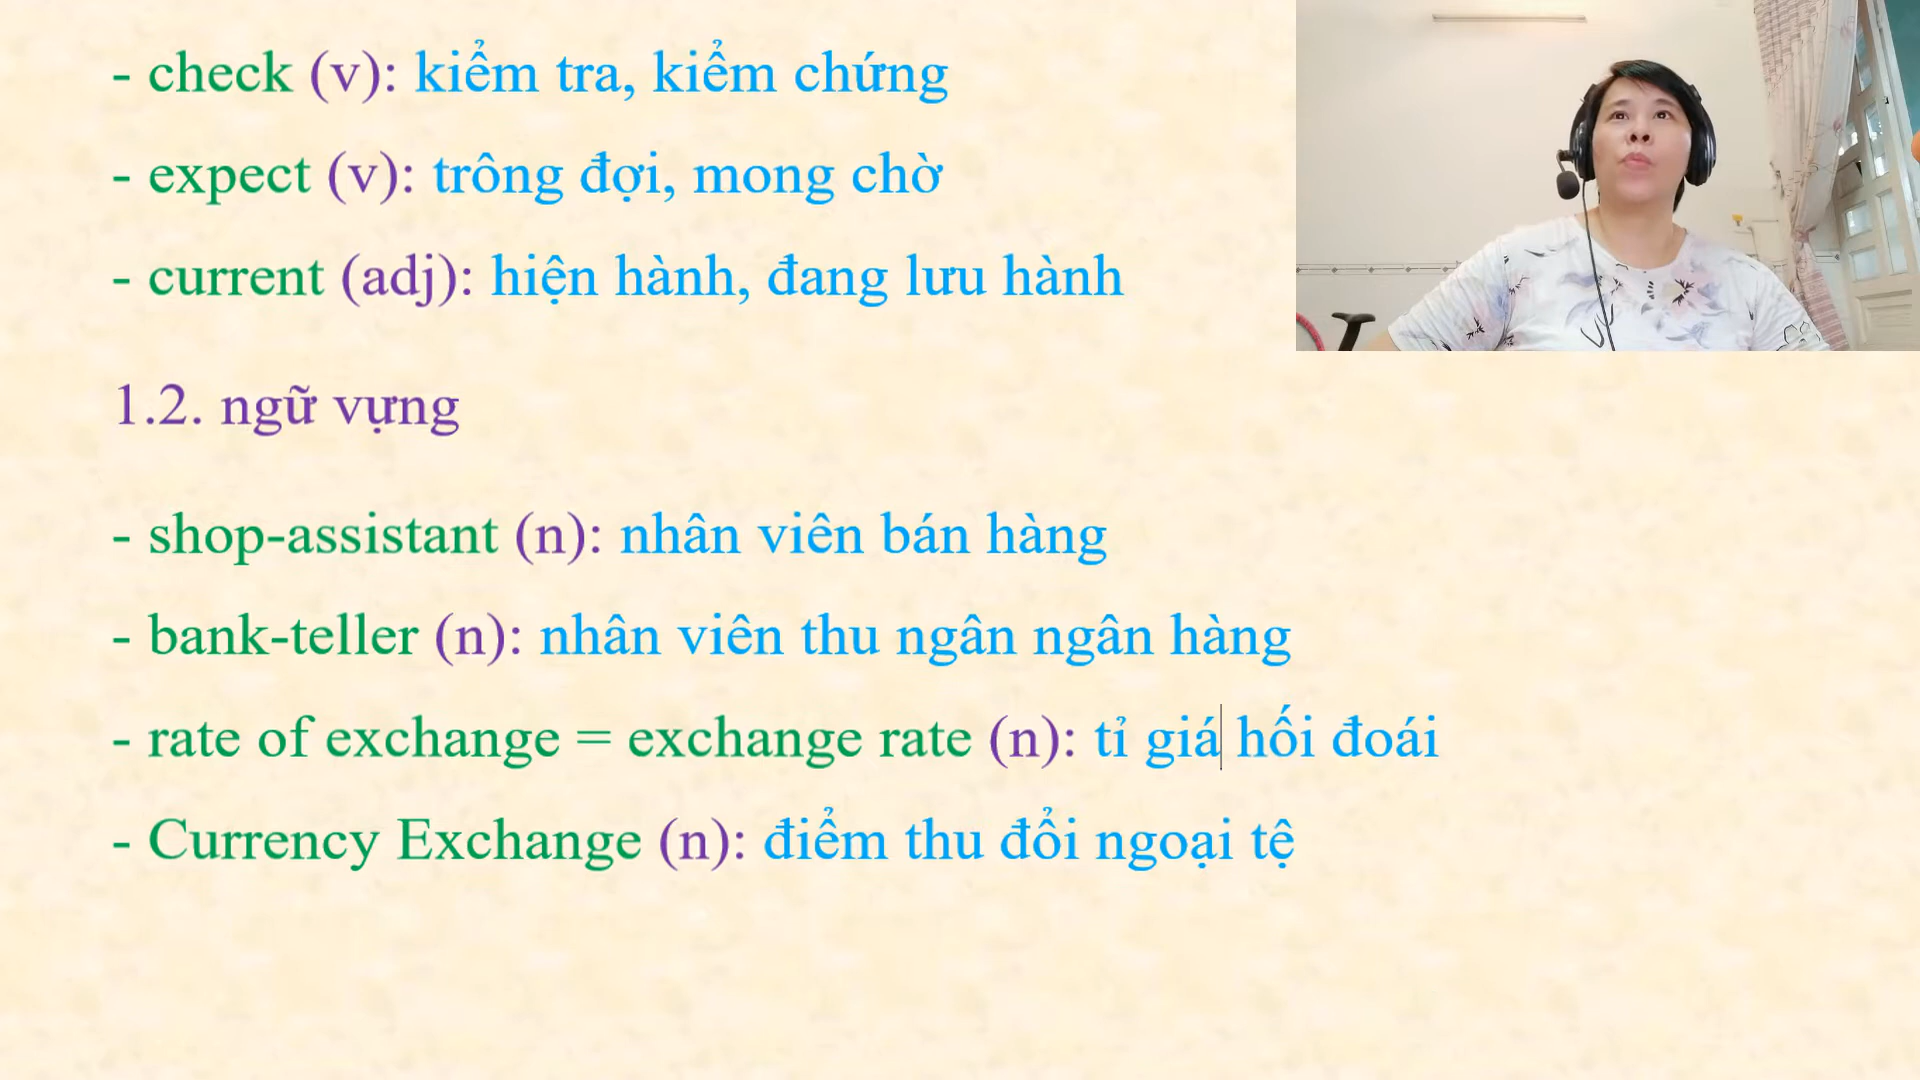 - check (v): kiểm tra, kiểm chứng
- expect (v): trông đợi, mong chờ
- current (adj): hiện hành, đang lưu hành
1.2. ngữ vựng
- shop-assistant (n): nhân viên bán hàng
- bank-teller (n): nhân viên thu ngân ngân hàng
- rate of exchange = exchange rate (n): tỉ giá hối đoái
- Currency Exchange (n): điểm thu đổi ngoại tệ